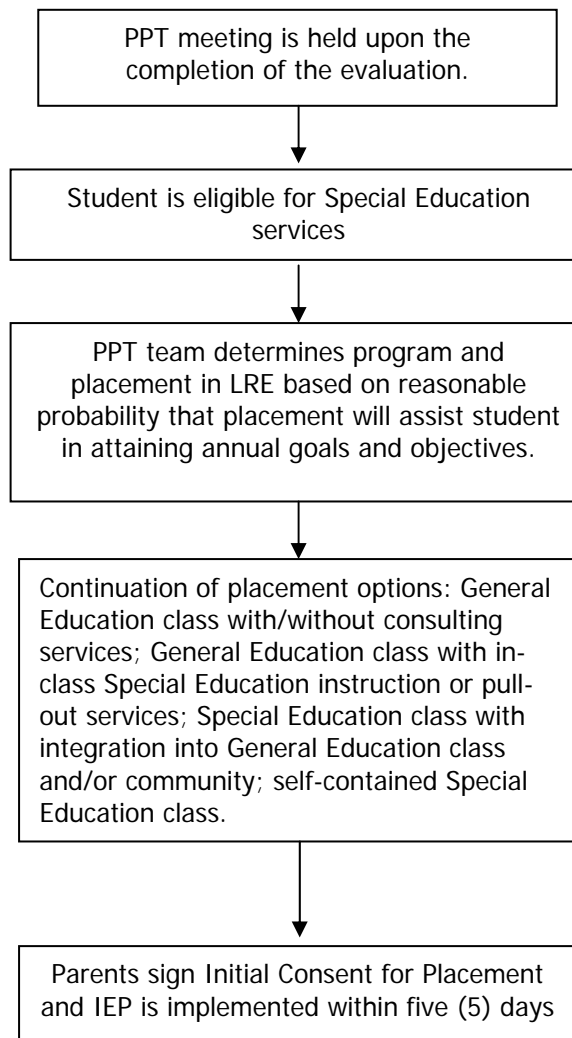 PPT meeting is held upon the
completion of the evaluation.
Student is eligible for Special Education
services
PPT team determines program and
placement in LRE based on reasonable
probability that placement will assist student
in attaining annual goals and objectives.
Continuation of placement options: General
Education class with/without consulting
services; General Education class with in-
class Special Education instruction or pull-
out services; Special Education class with
integration into General Education class
and/or community; self-contained Special
Education class.
Parents sign Initial Consent for Placement
and IEP is implemented within five (5) days